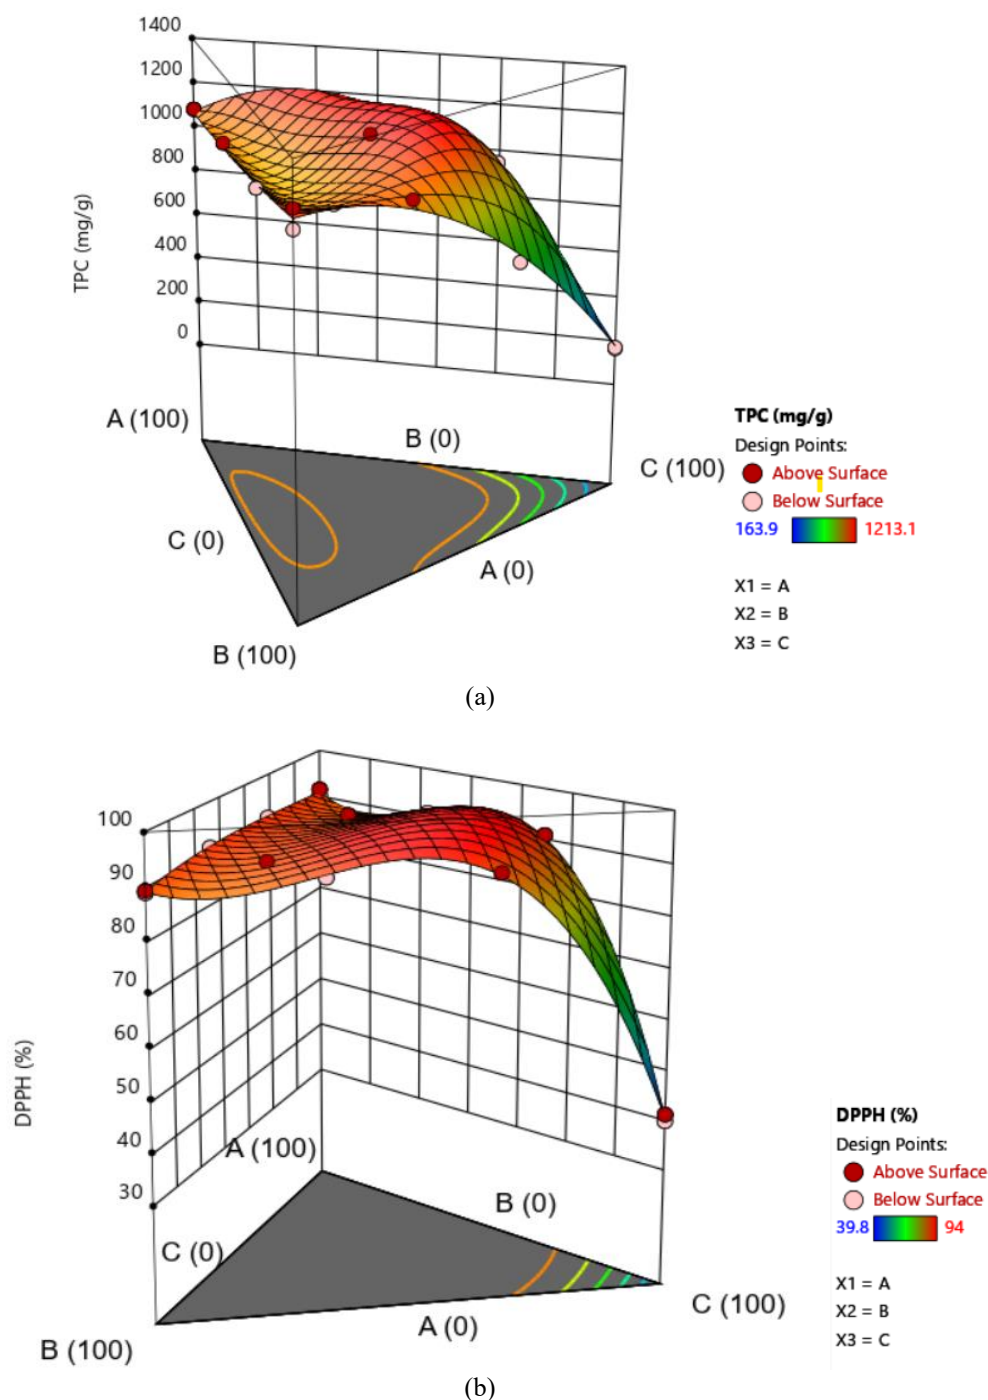 1400
1200
1000
800
600
400
200
0
TPC (mg/g)
A (100)
B (0)
C (100)
C (0)
A (0)
B (100)
TPC (mg/g)
Design Points:
Above Surface
Below Surface
163.9 1213.1
X1 = A
X2 = B
X3 = C
(a)
100
90
80
70
60
50
40
30
DPPH (%)
A (100)
B (0)
C (0)
C (100)
A (0)
B (100)
DPPH (%)
Design Points:
Above Surface
Below Surface
39.8 94
X1 = A
X2 = B
X3 = C
(b)